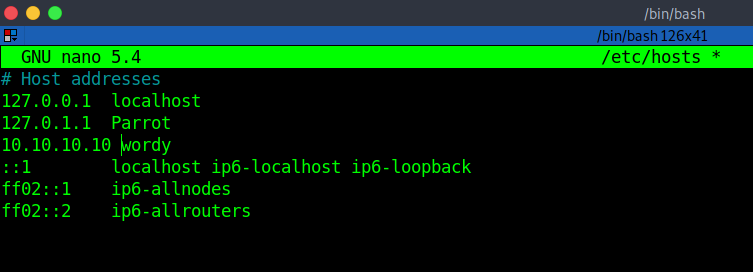 /bin/bash
/bin/bash 126x41
GNU nano 5.4 /etc/hosts *
# Host addresses
127.0.0.1 localhost
127.0.1.1 Parrot
10.10.10.10 wordy
::1 localhost ip6-localhost ip6-loopback
ff02::1 ip6-allnodes
ff02::2 ip6-allrouters